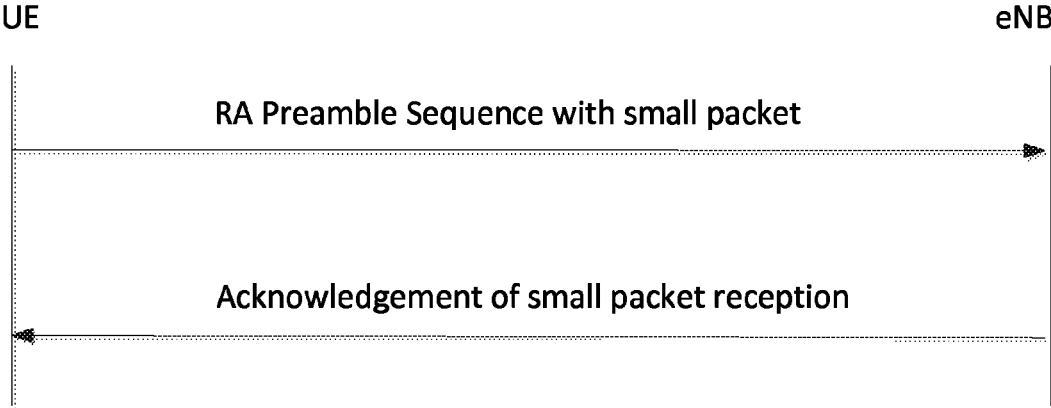 UE
eNB
RA Preamble Sequence with small packet
Acknowledgement of small packet reception